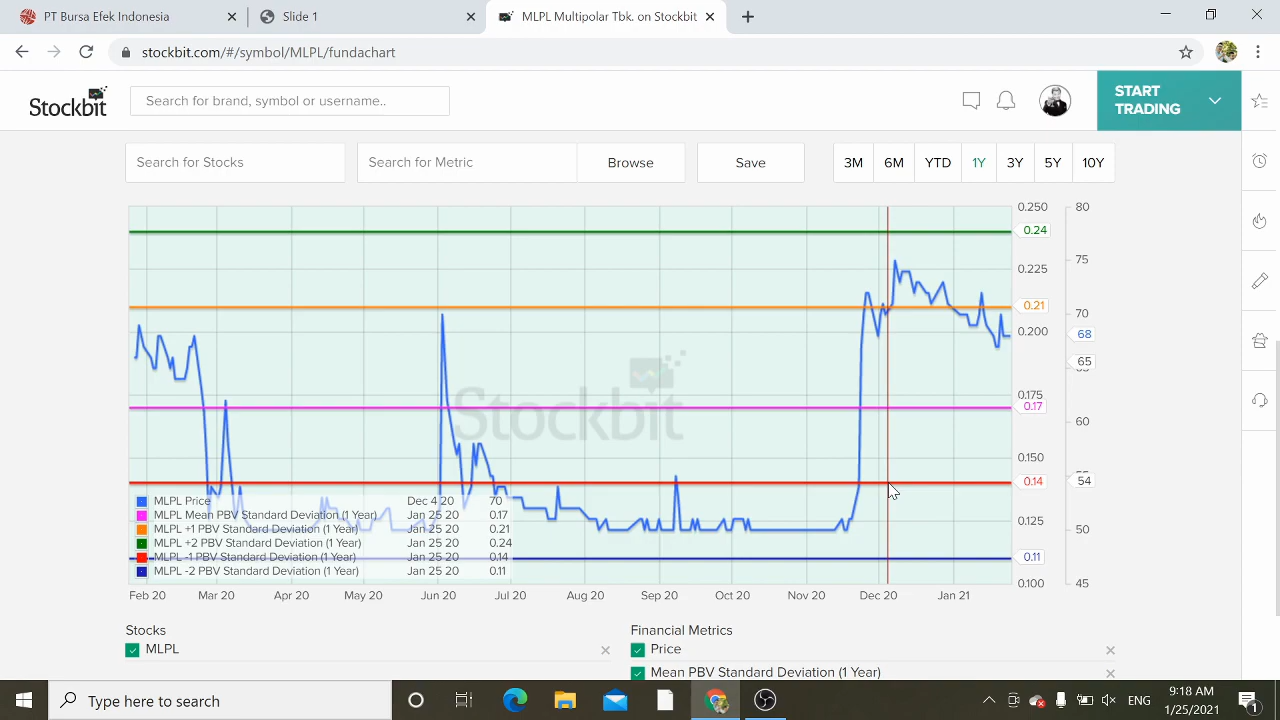 PT Bursa Efek Indonesia
Slide 1
MLPL Multipolar Tbk. on Stockbit
stockbit.com/#/symbol/MLPL/fundachart
Stockbit
Search for brand, symbol or username..
START
TRADING
Search for Stocks
Search for Metric
Browse
Save
3M 6M YTD 1Y 3Y 5Y 10Y
0.250 80
0.24
0.225 75
0.21
70
0.200 68
65
0.175
0.17
60
0.150
0.14 54
0.125 50
0.11
0.100 45
Stockbit
MLPL Price Dec 4 20 70
MLPL Mean PBV Standard Deviation (1 Year) Jan 25 20 0.17
MLPL +1 PBV Standard Deviation (1 Year) Jan 25 20 0.21
MLPL +2 PBV Standard Deviation (1 Year) Jan 25 20 0.24
MLPL -1 PBV Standard Deviation (1 Year) Jan 25 20 0.14
MLPL -2 PBV Standard Deviation (1 Year) Jan 25 20 0.11
Feb 20 Mar 20 Apr 20 May 20 Jun 20 Jul 20 Aug 20 Sep 20 Oct 20 Nov 20 Dec 20 Jan 21
Stocks
MLPL
Financial Metrics
Price
Mean PBV Standard Deviation (1 Year)
Type here to search
ENG
9:18 AM
1/25/2021
1